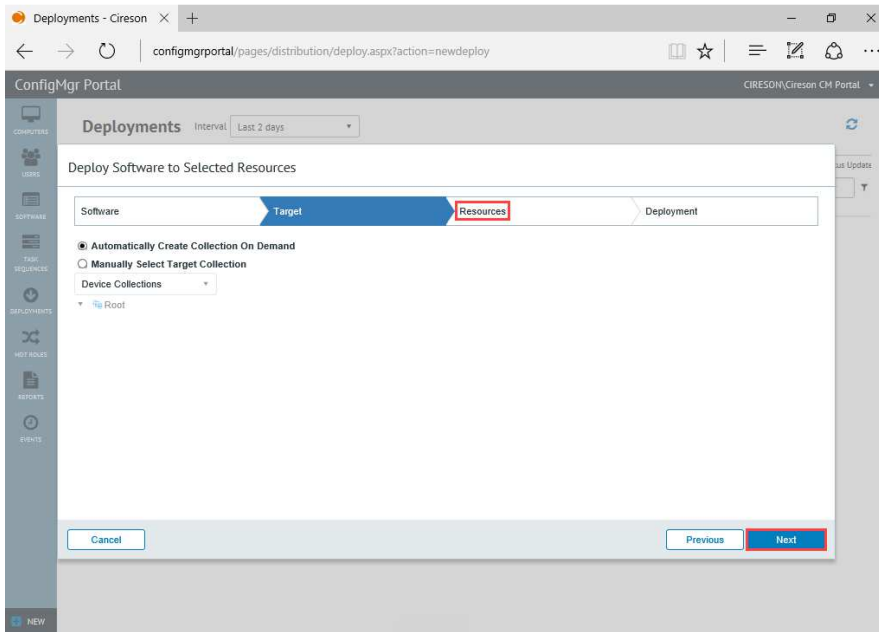 Deployments - Cireson
configmgrportal/pages/distribution/deploy.aspx?action=newdeploy
ConfigMgr Portal
CIRESON\Cireson CM Portal
COMPUTERS
USERS
SOFTWARE
TASK
SEQUENCES
DEPLOYMENTS
HOT ROLES
REPORTS
EVENTS
NEW
Deployments Interval Last 2 days
us Update
Deploy Software to Selected Resources
Software Target Resources Deployment
Automatically Create Collection On Demand
Manually Select Target Collection
Device Collections
Root
Cancel Previous Next